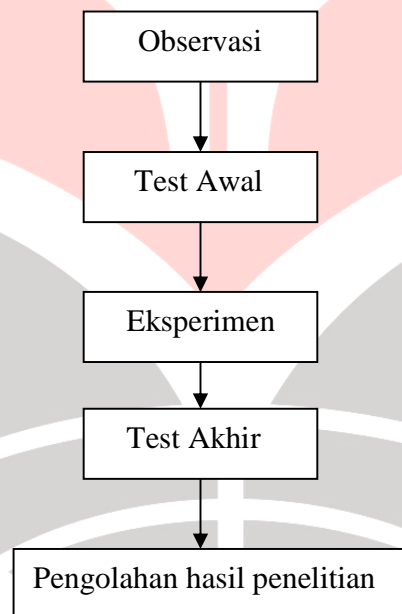 Observasi
Test Awal
Eksperimen
Test Akhir
Pengolahan hasil penelitian